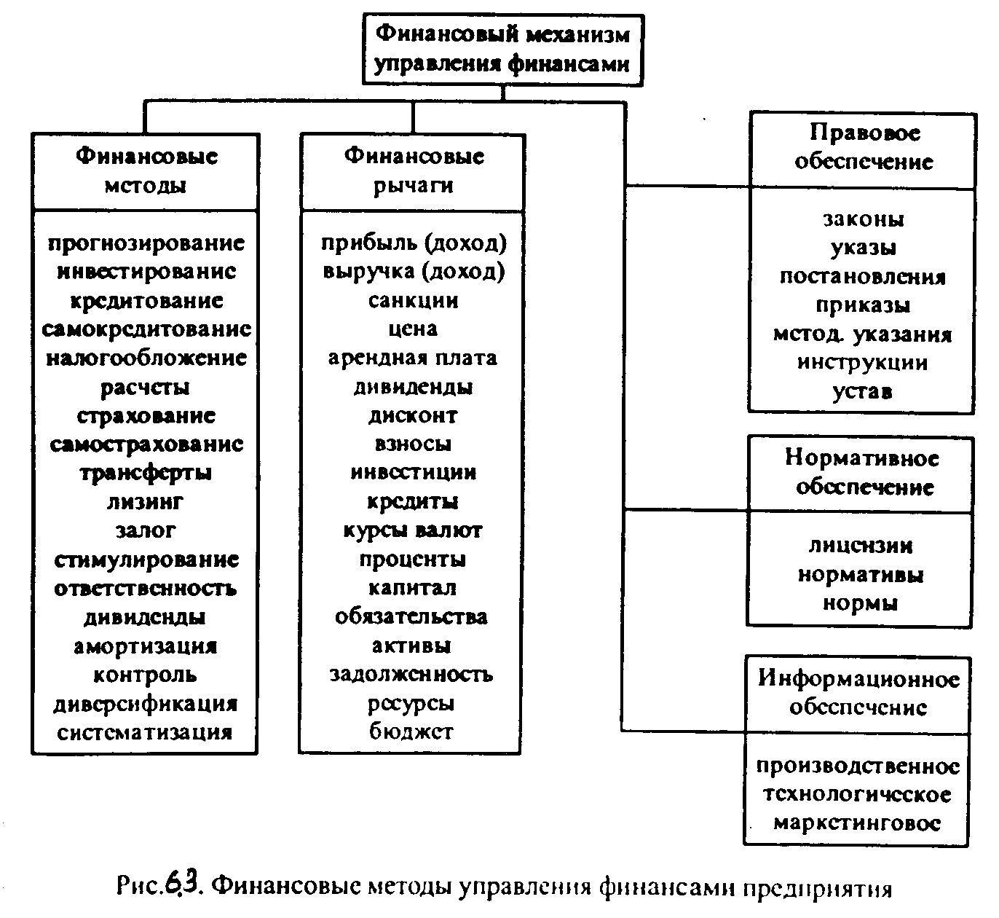 Финансовый механизм
управления финансами
Финансовые
методы
прогнозирование
инвестирование
кредитование
самокредитование
налогообложение
расчеты
страхование
самострахование
трансферты
лизинг
залог
стимулирование
ответственность
дивиденды
амортизация
контроль
диверсификация
систематизация
Финансовые
рычаги
прибыль (доход)
выручка (доход)
санкции
цена
арендная плата
дивиденды
дисконт
взносы
инвестиции
кредиты
курсы валют
проценты
капитал
обязательства
активы
задолженность
ресурсы
бюджет
Правовое
обеспечение
законы
указы
постановления
приказы
метод. указания
инструкции
устав
Нормативное
обеспечение
лицензии
нормативы
нормы
Информационное
обеспечение
производственное
технологическое
маркетинговое
Рис.6.3. Финансовые методы управления финансами предприятия